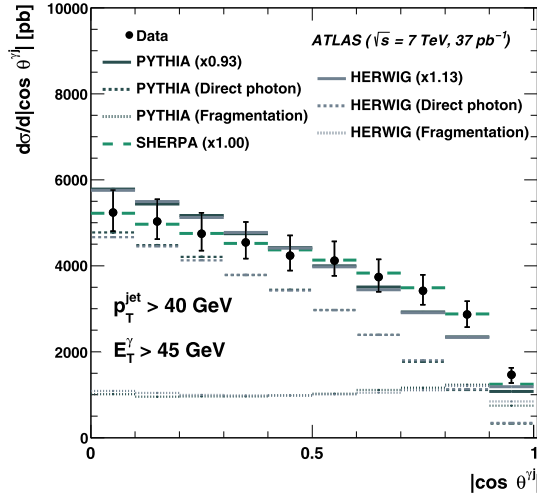 dσ/d|cos θ^γj| [pb]
10000
8000
6000
4000
2000
0
Data
PYTHIA (x0.93)
PYTHIA (Direct photon)
PYTHIA (Fragmentation)
SHERPA (x1.00)
ATLAS (√s = 7 TeV, 37 pb⁻¹)
HERWIG (x1.13)
HERWIG (Direct photon)
HERWIG (Fragmentation)
p_T^jet > 40 GeV
E_T^γ > 45 GeV
0 0.5 1
|cos θ^γj|